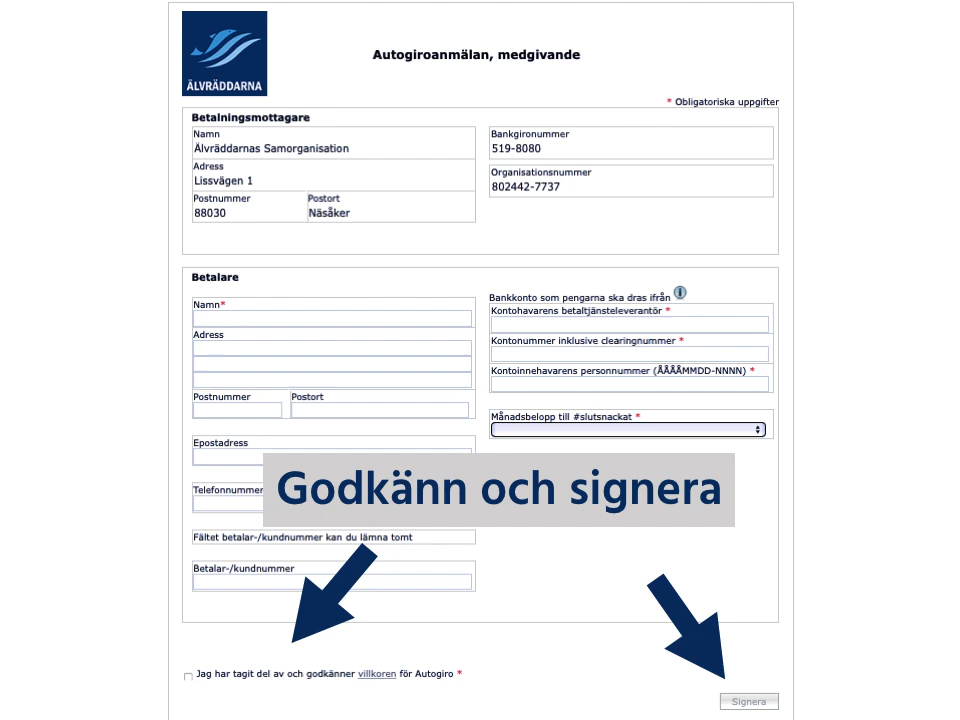 ÄLVRÄDDARNA
Autogiroanmälan, medgivande
* Obligatoriska uppgifter
Betalningsmottagare
Namn
Älvräddarnas Samorganisation
Adress
Lissvägen 1
Postnummer Postort
88030 Näsåker
Bankgironummer
519-8080
Organisationsnummer
802442-7737
Betalare
Namn*
Adress
Postnummer Postort
Epostadress
Telefonnummer
Fältet betalar-/kundnummer kan du lämna tomt
Betalar-/kundnummer
Bankkonto som pengarna ska dras ifrån i
Kontohavarens betaltjänsteleverantör *
Kontonummer inklusive clearingnummer *
Kontoinnehavarens personnummer (ÅÅÅÅMMDD-NNNN) *
Månadsbelopp till #slutsnackat *
Godkänn och signera
Jag har tagit del av och godkänner villkoren för Autogiro *
Signera